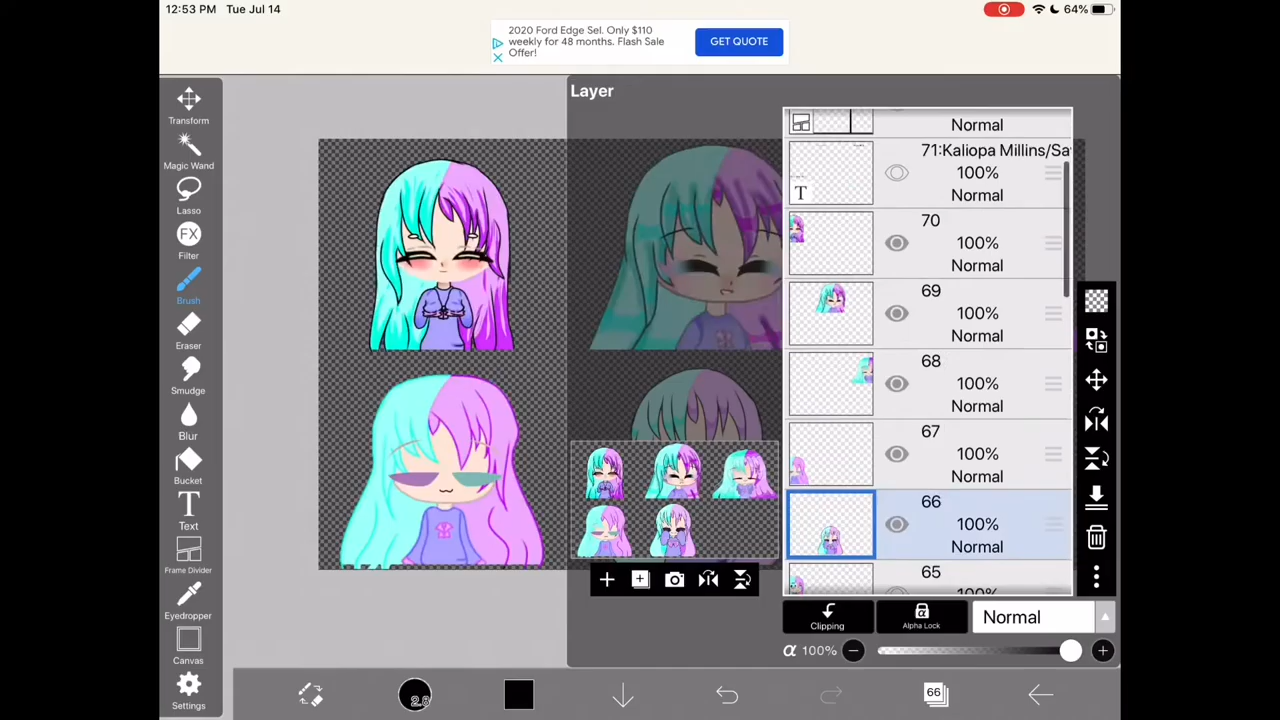 12:53 PM Tue Jul 14
64%
2020 Ford Edge Sel. Only $110
weekly for 48 months. Flash Sale
Offer!
GET QUOTE
Transform
Magic Wand
Lasso
FX
Filter
Brush
Eraser
Smudge
Blur
Bucket
T
Text
Frame Divider
Eyedropper
Canvas
Settings
Layer
Normal
71:Kaliopa Millins/Sa
T
100%
Normal
70
100%
Normal
69
100%
Normal
68
100%
Normal
67
100%
Normal
66
100%
Normal
65
Clipping
α
Alpha Lock
Normal
α 100%
2.8
66